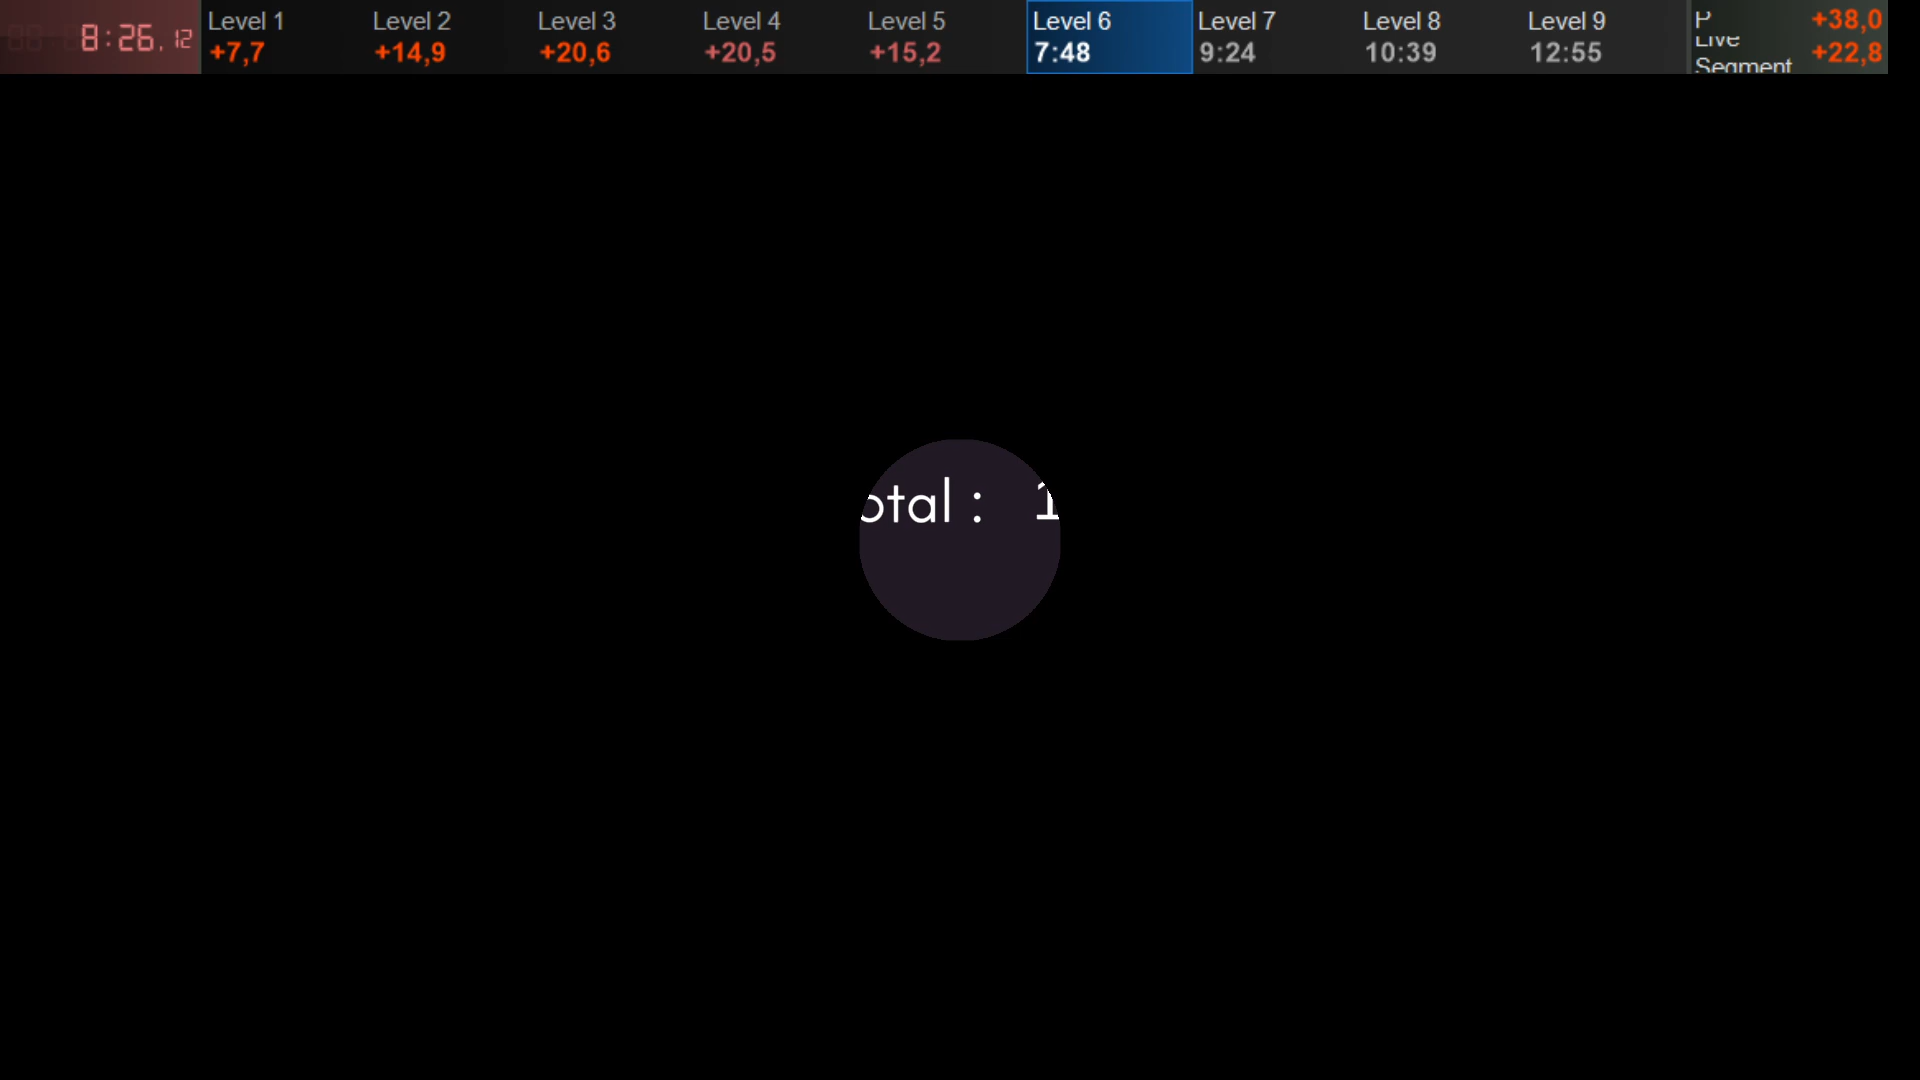 8:26.12
Level 1 Level 2 Level 3 Level 4 Level 5 Level 6 Level 7 Level 8 Level 9
+7,7 +14,9 +20,6 +20,5 +15,2 7:48 9:24 10:39 12:55
P +38,0
Live Segment +22,8
otal : 1